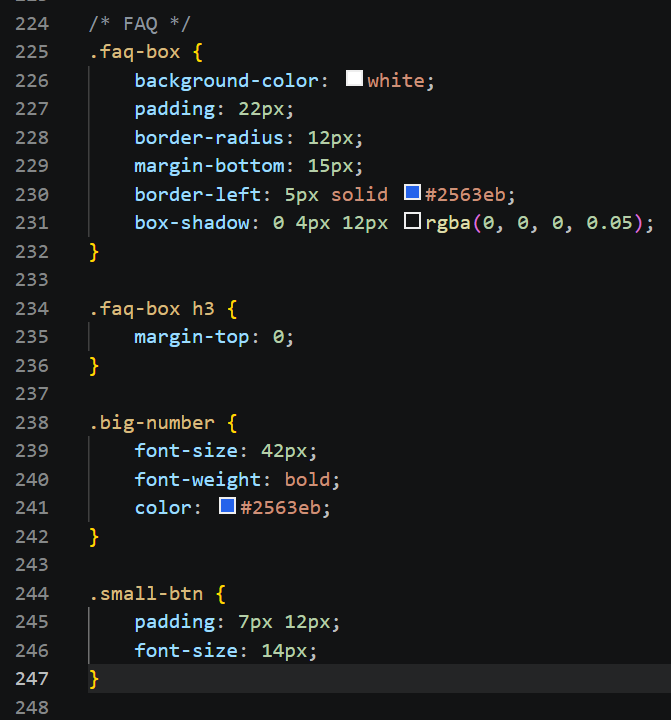 224 /* FAQ */
225 .faq-box {
226     background-color: white;
227     padding: 22px;
228     border-radius: 12px;
229     margin-bottom: 15px;
230     border-left: 5px solid #2563eb;
231     box-shadow: 0 4px 12px rgba(0, 0, 0, 0.05);
232 }
233
234 .faq-box h3 {
235     margin-top: 0;
236 }
237
238 .big-number {
239     font-size: 42px;
240     font-weight: bold;
241     color: #2563eb;
242 }
243
244 .small-btn {
245     padding: 7px 12px;
246     font-size: 14px;
247 }
248